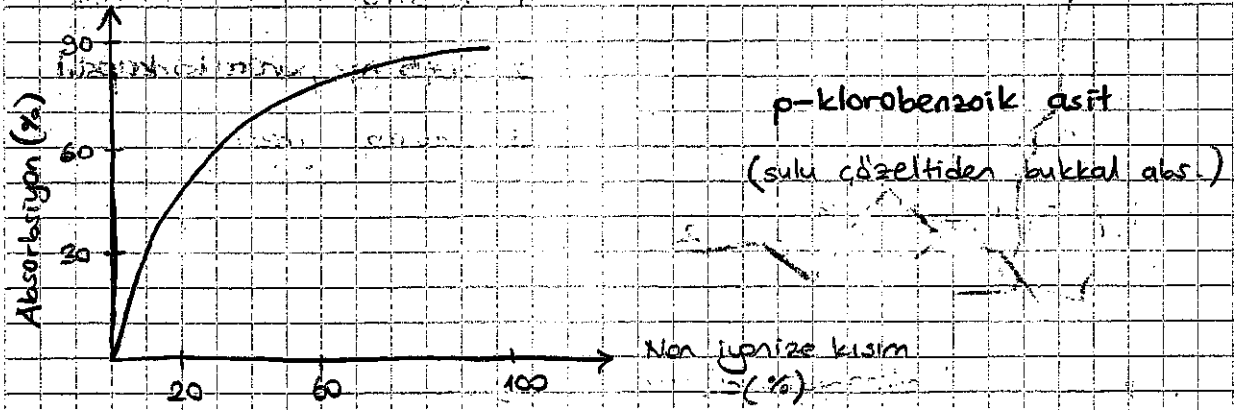 90
60
30
Absorbsiyon (%)
p-klorobenzoik asit
(sulu çözeltiden bukkal abs.)
Non iyonize kısım
(%)
20
60
100